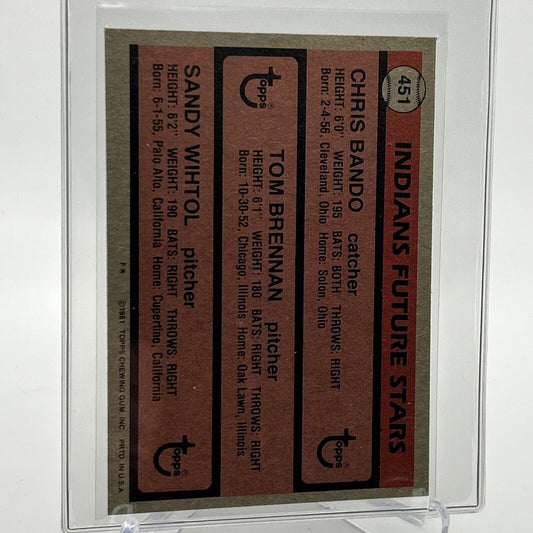 451
INDIANS FUTURE STARS
CHRIS BANDO catcher
HEIGHT: 6'0" WEIGHT: 195 BATS: BOTH THROWS: RIGHT
Born: 2-4-56, Cleveland, Ohio Home: Solon, Ohio
Topps®
Topps®
TOM BRENNAN pitcher
HEIGHT: 6'1" WEIGHT: 180 BATS: RIGHT THROWS: RIGHT
Born: 10-30-52, Chicago, Illinois Home: Oak Lawn, Illinois
SANDY WIHTOL pitcher
HEIGHT: 6'2" WEIGHT: 190 BATS: RIGHT THROWS: RIGHT
Born: 6-1-55, Palo Alto, California Home: Cupertino, California
Topps®
F* ©1981 TOPPS CHEWING GUM, INC. PRTD. IN U.S.A.